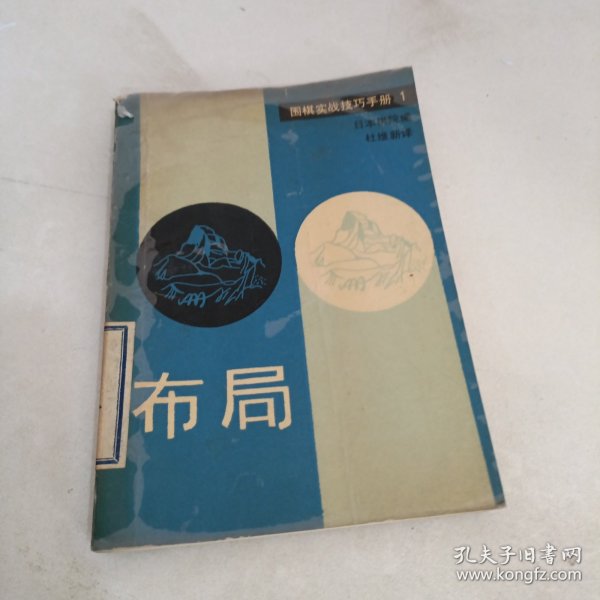 围棋实战技巧手册 1
日本棋院编
杜维新译
布局
孔夫子旧书网
www.kongfz.com